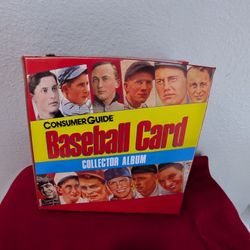 CONSUMER GUIDE
Baseball Card
COLLECTOR ALBUM